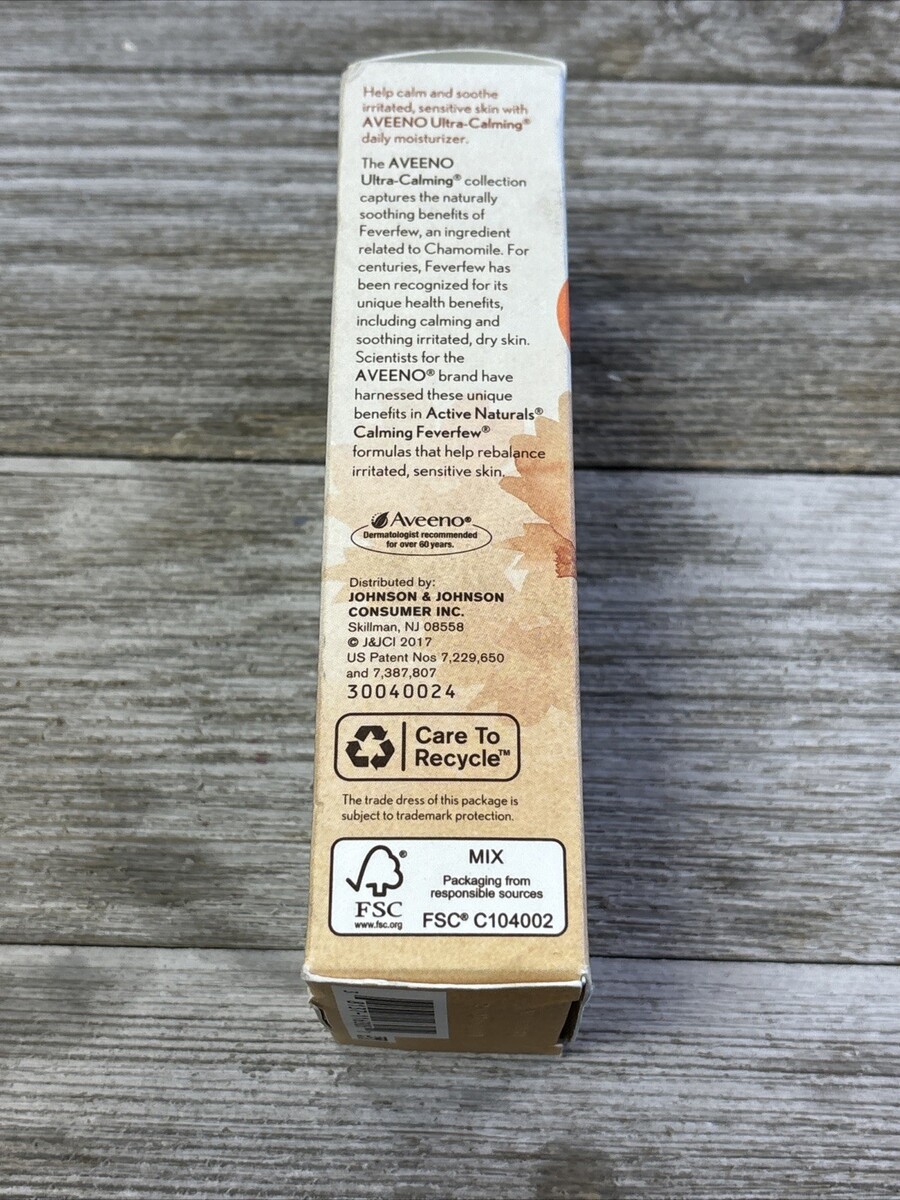 Help calm and soothe
irritated, sensitive skin with
AVEENO Ultra-Calming®
daily moisturizer.
The AVEENO
Ultra-Calming® collection
captures the naturally
soothing benefits of
Feverfew, an ingredient
related to Chamomile. For
centuries, Feverfew has
been recognized for its
unique health benefits,
including calming and
soothing irritated, dry skin.
Scientists for the
AVEENO® brand have
harnessed these unique
benefits in Active Naturals®
Calming Feverfew®
formulas that help rebalance
irritated, sensitive skin.
Aveeno®
Dermatologist recommended
for over 60 years.
Distributed by:
JOHNSON & JOHNSON
CONSUMER INC.
Skillman, NJ 08558
© J&JCI 2017
US Patent Nos 7,229,650
and 7,387,807
30040024
Care To
Recycle™
The trade dress of this package is
subject to trademark protection.
®
MIX
Packaging from
responsible sources
FSC
www.fsc.org
FSC® C104002